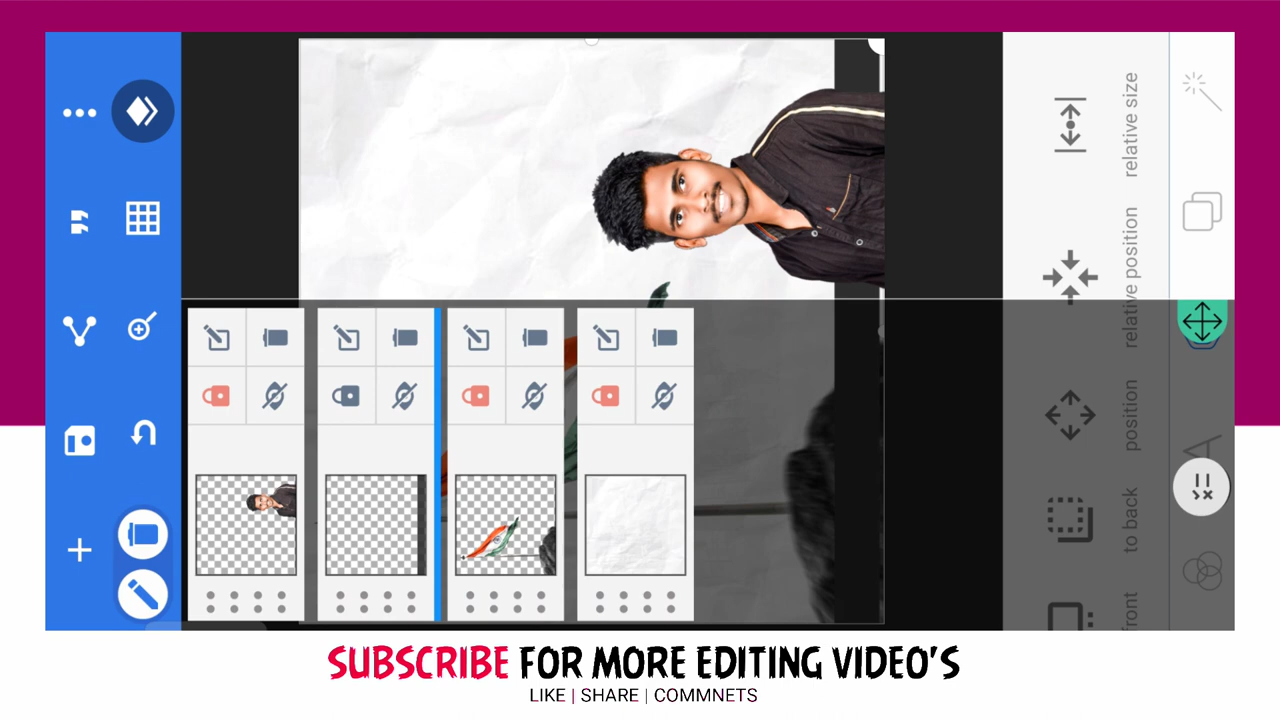 relative size
relative position
position
to back
front
A
SUBSCRIBE FOR MORE EDITING VIDEO'S
LIKE | SHARE | COMMNETS